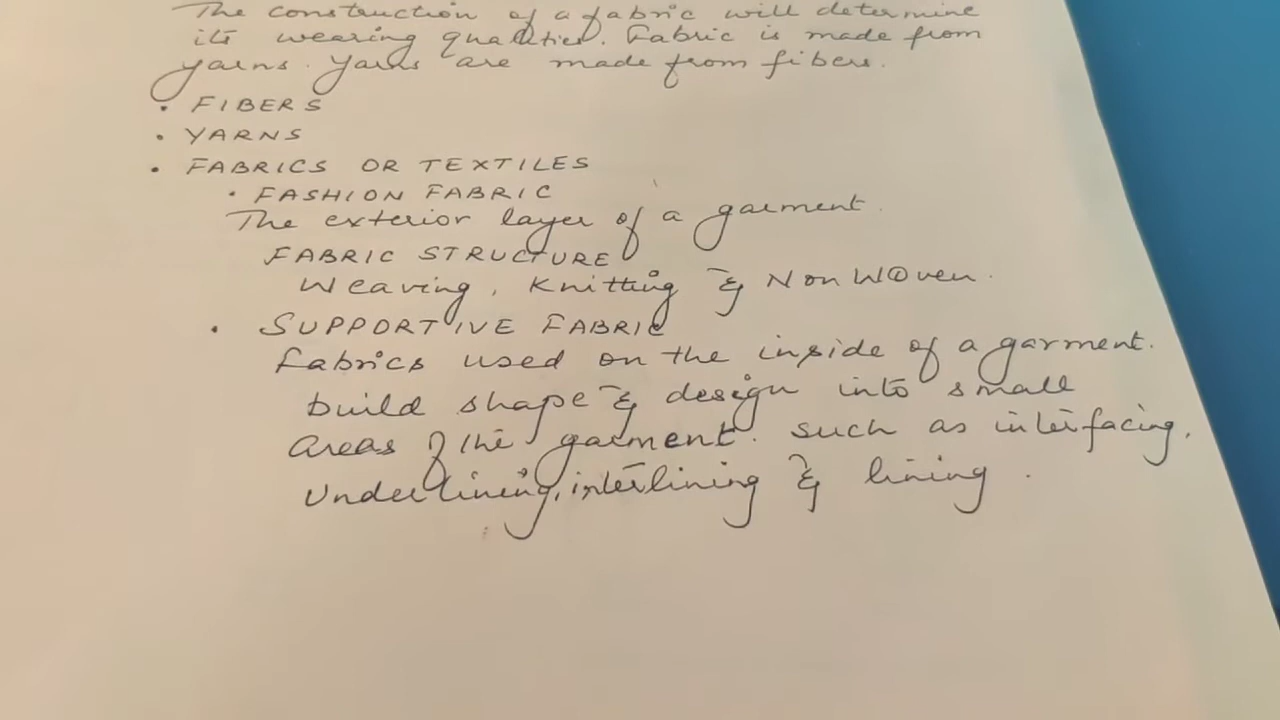 The construction of a fabric will determine
its wearing qualities. Fabric is made from
yarns. Yarns are made from fibers.
• FIBERS
• YARNS
• FABRICS OR TEXTILES
• FASHION FABRIC
The exterior layer of a garment.
FABRIC STRUCTURE
Weaving, Knitting & Non Woven.
• SUPPORTIVE FABRIC
Fabrics used on the inside of a garment.
build shape & design into small
areas of the garment. such as interfacing,
Underlining, interlining & lining.